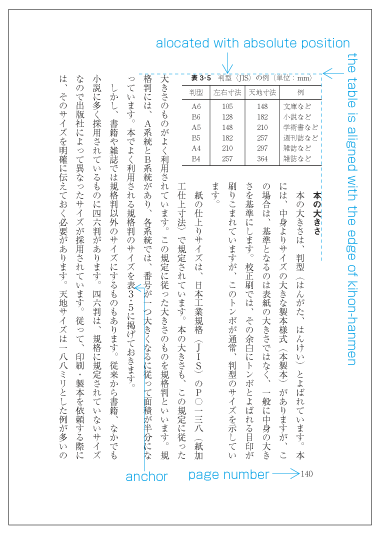 alocated with absolute position
the table is aligned with the edge of kihon-hanmen
表 3・5　判型（JIS）の例（単位：mm）
判型 左右寸法 天地寸法 例
A6 105 148 文庫など
B6 128 182 小説など
A5 148 210 学術書など
B5 182 257 週刊誌など
A4 210 297 雑誌など
B4 257 364 雑誌など
本の大きさ
本の大きさは、判型（はんがた、はんけい）とよばれています。本
には、中身よりサイズの大きな製本様式（本製本）がありますが、こ
の場合は、基準となるのは表紙の大きさではなく、一般に中身の大き
さを基準にします。校正刷では、その余白にトンボとよばれる目印が
刷りこまれていますが、このトンボが通常、判型のサイズを示してい
ます。
紙の仕上りサイズは、日本工業規格（ＪＩＳ）のＰ〇一三八（紙加
工仕上寸法）で規定されています。本の大きさも、この規定に従った
大きさのものがよく利用されています。この規定に従った大きさのものを規格判といいます。規
格判には、Ａ系統とＢ系統があり、各系統では、番号が一つ大きくなるに従って面積が半分にな
っています。本でよく利用される規格判のサイズを表３・５に掲げておきます。
しかし、書籍や雑誌では規格判以外のサイズにするものもあります。従来から書籍、なかでも
小説に多く採用されているものに四六判があります。四六判は、規格に規定されていないサイズ
なので出版社によって異なったサイズが採用されています。従って、印刷・製本を依頼する際に
は、そのサイズを明確に伝えておく必要があります。天地サイズは一八八ミリとした例が多いの
anchor
page number
140